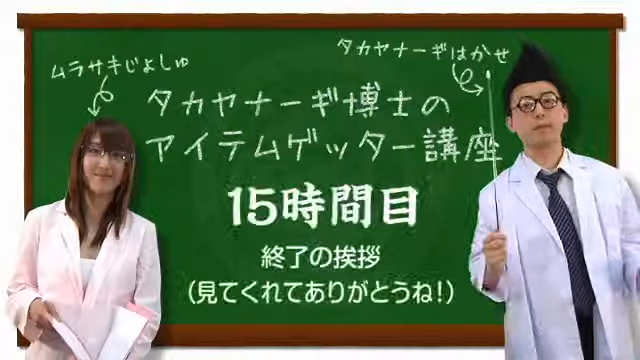 タカヤナーギはかせ
ムラサキじょしゅ
タカヤナーギ博士の
アイテムゲッター講座
15時間目
終了の挨拶
(見てくれてありがとうね!)